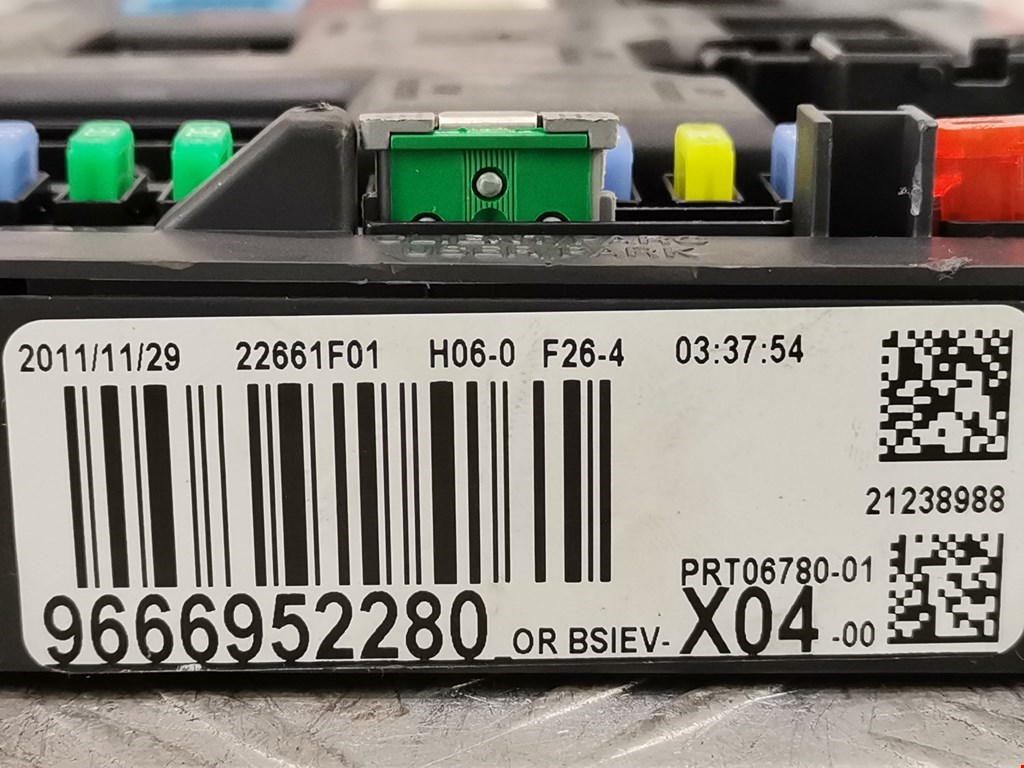 2011/11/29 22661F01 H06-0 F26-4 03:37:54
21238988
PRT06780-01
9666952280 OR BSIEV-X04-00